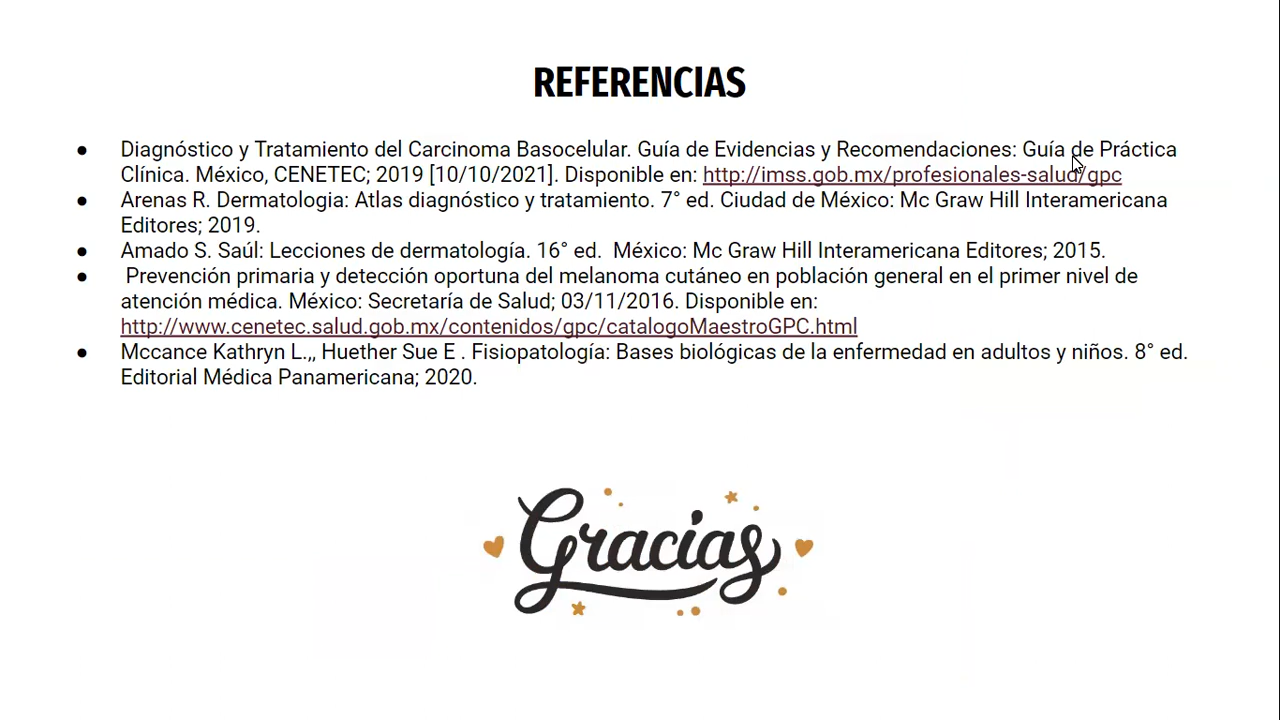 REFERENCIAS
● Diagnóstico y Tratamiento del Carcinoma Basocelular. Guía de Evidencias y Recomendaciones: Guía de Práctica
Clínica. México, CENETEC; 2019 [10/10/2021]. Disponible en: http://imss.gob.mx/profesionales-salud/gpc
● Arenas R. Dermatologia: Atlas diagnóstico y tratamiento. 7° ed. Ciudad de México: Mc Graw Hill Interamericana
Editores; 2019.
● Amado S. Saúl: Lecciones de dermatología. 16° ed. México: Mc Graw Hill Interamericana Editores; 2015.
● Prevención primaria y detección oportuna del melanoma cutáneo en población general en el primer nivel de
atención médica. México: Secretaría de Salud; 03/11/2016. Disponible en:
http://www.cenetec.salud.gob.mx/contenidos/gpc/catalogoMaestroGPC.html
● Mccance Kathryn L.,, Huether Sue E . Fisiopatología: Bases biológicas de la enfermedad en adultos y niños. 8° ed.
Editorial Médica Panamericana; 2020.
Gracias